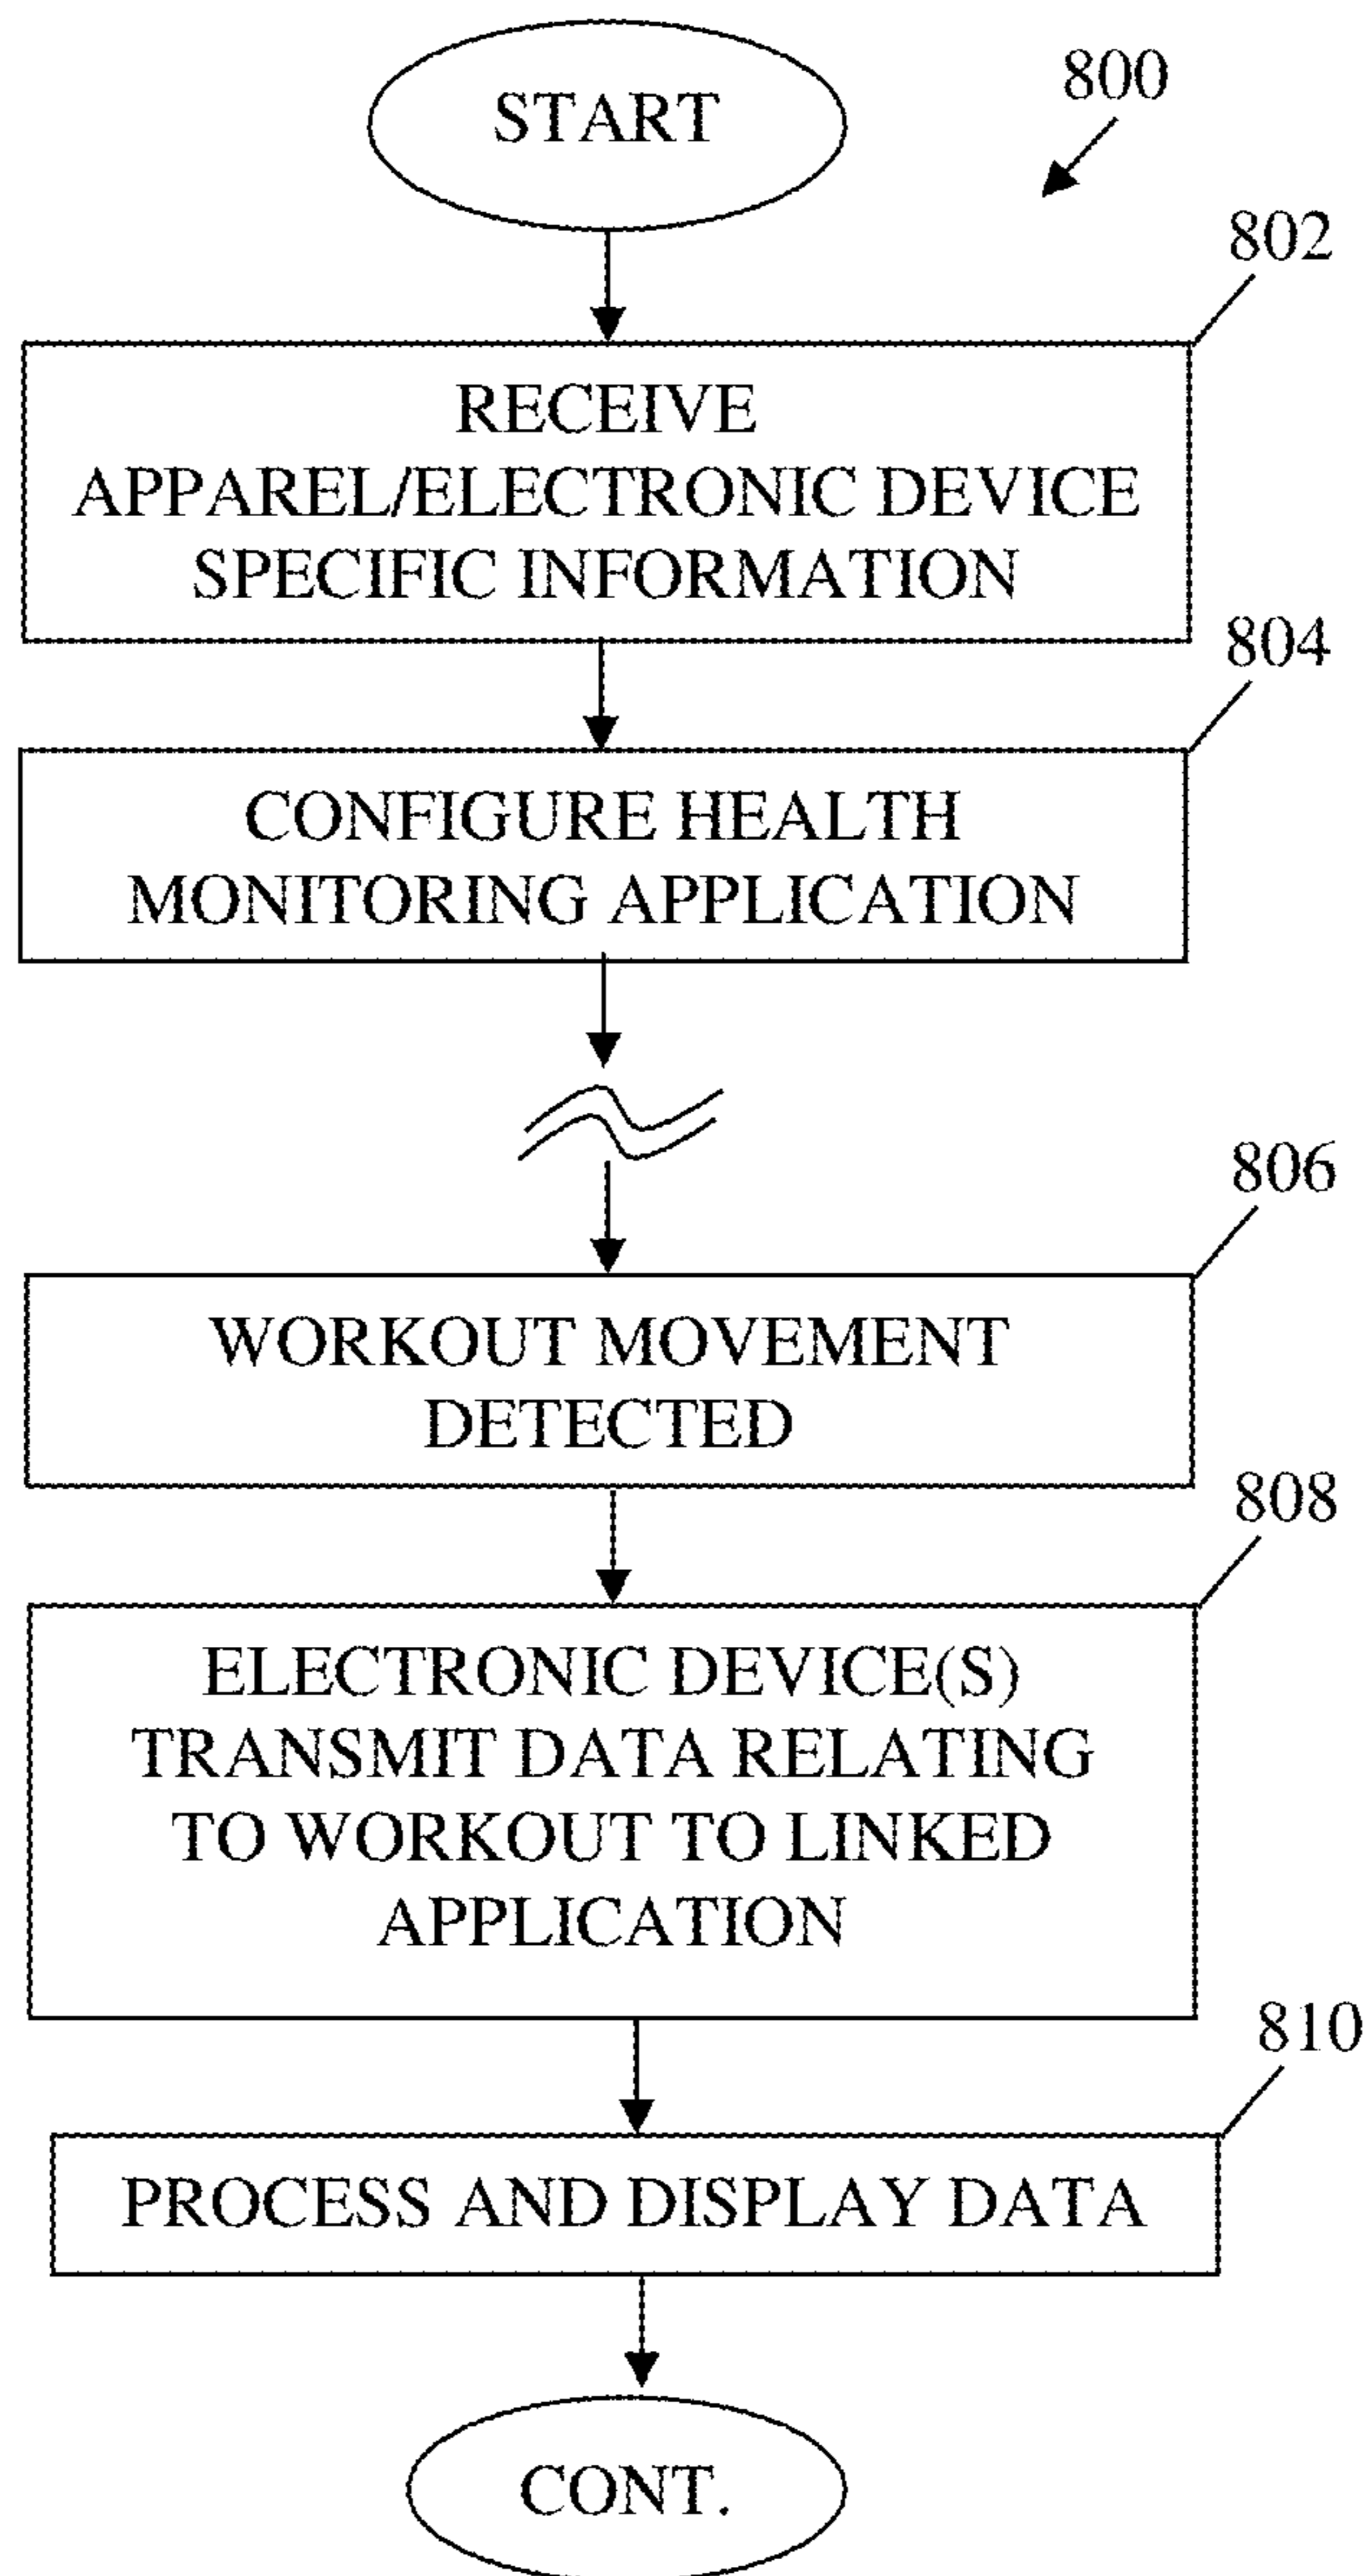 START
800
802
RECEIVE
APPAREL/ELECTRONIC DEVICE
SPECIFIC INFORMATION
804
CONFIGURE HEALTH
MONITORING APPLICATION
806
WORKOUT MOVEMENT
DETECTED
808
ELECTRONIC DEVICE(S)
TRANSMIT DATA RELATING
TO WORKOUT TO LINKED
APPLICATION
810
PROCESS AND DISPLAY DATA
CONT.